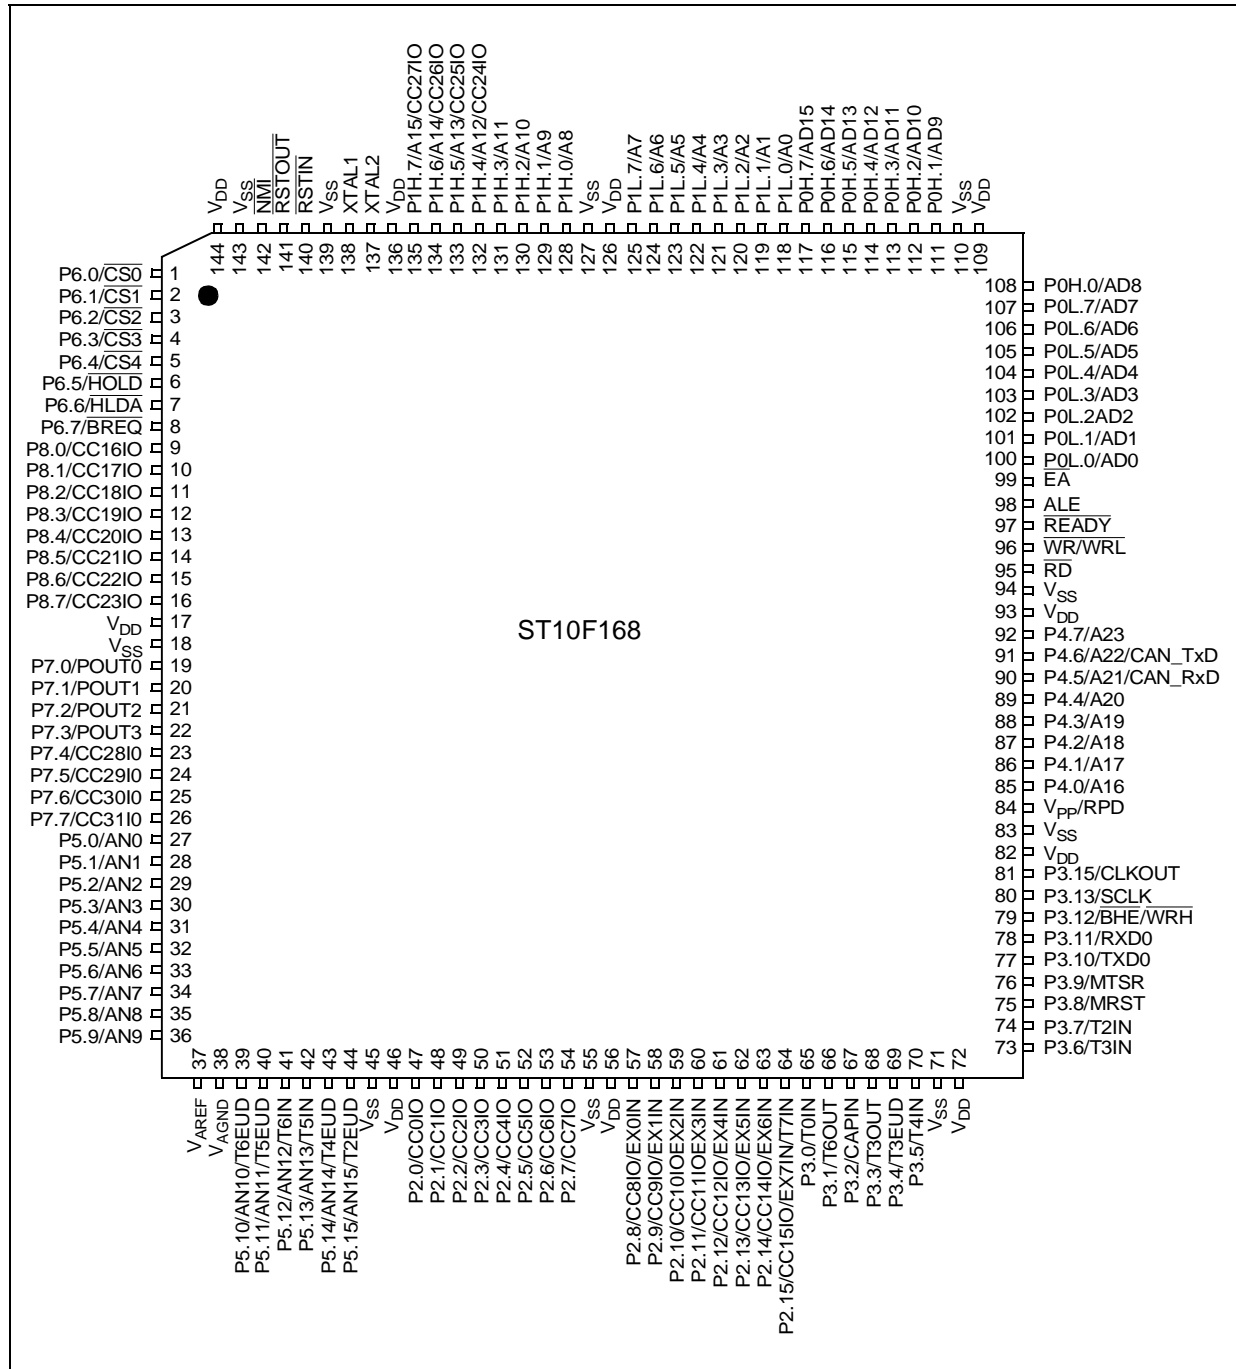 VDD
VSS
NMI
RSTOUT
RSTIN
VSS
XTAL1
XTAL2
VDD
P1H.7/A15/CC27IO
P1H.6/A14/CC26IO
P1H.5/A13/CC25IO
P1H.4/A12/CC24IO
P1H.3/A11
P1H.2/A10
P1H.1/A9
P1H.0/A8
VSS
VDD
P1L.7/A7
P1L.6/A6
P1L.5/A5
P1L.4/A4
P1L.3/A3
P1L.2/A2
P1L.1/A1
P1L.0/A0
P0H.7/AD15
P0H.6/AD14
P0H.5/AD13
P0H.4/AD12
P0H.3/AD11
P0H.2/AD10
P0H.1/AD9
VSS
VDD
144
143
142
141
140
139
138
137
136
135
134
133
132
131
130
129
128
127
126
125
124
123
122
121
120
119
118
117
116
115
114
113
112
111
110
109
P6.0/CS0 1
P6.1/CS1 2
P6.2/CS2 3
P6.3/CS3 4
P6.4/CS4 5
P6.5/HOLD 6
P6.6/HLDA 7
P6.7/BREQ 8
P8.0/CC16IO 9
P8.1/CC17IO 10
P8.2/CC18IO 11
P8.3/CC19IO 12
P8.4/CC20IO 13
P8.5/CC21IO 14
P8.6/CC22IO 15
P8.7/CC23IO 16
VDD 17
VSS 18
P7.0/POUT0 19
P7.1/POUT1 20
P7.2/POUT2 21
P7.3/POUT3 22
P7.4/CC28I0 23
P7.5/CC29I0 24
P7.6/CC30I0 25
P7.7/CC31I0 26
P5.0/AN0 27
P5.1/AN1 28
P5.2/AN2 29
P5.3/AN3 30
P5.4/AN4 31
P5.5/AN5 32
P5.6/AN6 33
P5.7/AN7 34
P5.8/AN8 35
P5.9/AN9 36
ST10F168
108 P0H.0/AD8
107 P0L.7/AD7
106 P0L.6/AD6
105 P0L.5/AD5
104 P0L.4/AD4
103 P0L.3/AD3
102 P0L.2AD2
101 P0L.1/AD1
100 P0L.0/AD0
99 EA
98 ALE
97 READY
96 WR/WRL
95 RD
94 VSS
93 VDD
92 P4.7/A23
91 P4.6/A22/CAN_TxD
90 P4.5/A21/CAN_RxD
89 P4.4/A20
88 P4.3/A19
87 P4.2/A18
86 P4.1/A17
85 P4.0/A16
84 VPP/RPD
83 VSS
82 VDD
81 P3.15/CLKOUT
80 P3.13/SCLK
79 P3.12/BHE/WRH
78 P3.11/RXD0
77 P3.10/TXD0
76 P3.9/MTSR
75 P3.8/MRST
74 P3.7/T2IN
73 P3.6/T3IN
37
38
39
40
41
42
43
44
45
46
47
48
49
50
51
52
53
54
55
56
57
58
59
60
61
62
63
64
65
66
67
68
69
70
71
72
VAREF
VAGND
P5.10/AN10/T6EUD
P5.11/AN11/T5EUD
P5.12/AN12/T6IN
P5.13/AN13/T5IN
P5.14/AN14/T4EUD
P5.15/AN15/T2EUD
VSS
VDD
P2.0/CC0IO
P2.1/CC1IO
P2.2/CC2IO
P2.3/CC3IO
P2.4/CC4IO
P2.5/CC5IO
P2.6/CC6IO
P2.7/CC7IO
VSS
VDD
P2.8/CC8IO/EX0IN
P2.9/CC9IO/EX1IN
P2.10/CC10IOEX2IN
P2.11/CC11IOEX3IN
P2.12/CC12IO/EX4IN
P2.13/CC13IO/EX5IN
P2.14/CC14IO/EX6IN
P2.15/CC15IO/EX7IN/T7IN
P3.0/T0IN
P3.1/T6OUT
P3.2/CAPIN
P3.3/T3OUT
P3.4/T3EUD
P3.5/T4IN
VSS
VDD